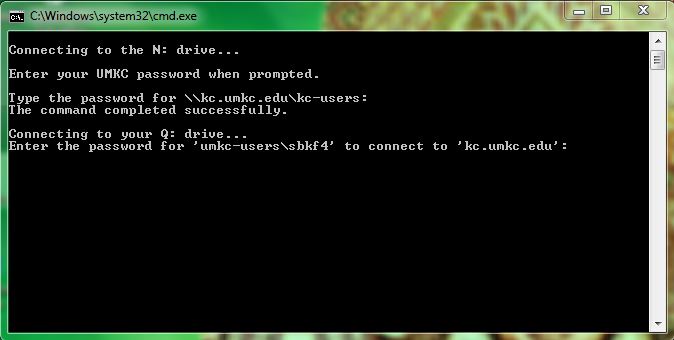 C:\Windows\system32\cmd.exe
Connecting to the N: drive...
Enter your UMKC password when prompted.
Type the password for \\kc.umkc.edu\kc-users:
The command completed successfully.
Connecting to your Q: drive...
Enter the password for 'umkc-users\sbkf4' to connect to 'kc.umkc.edu':